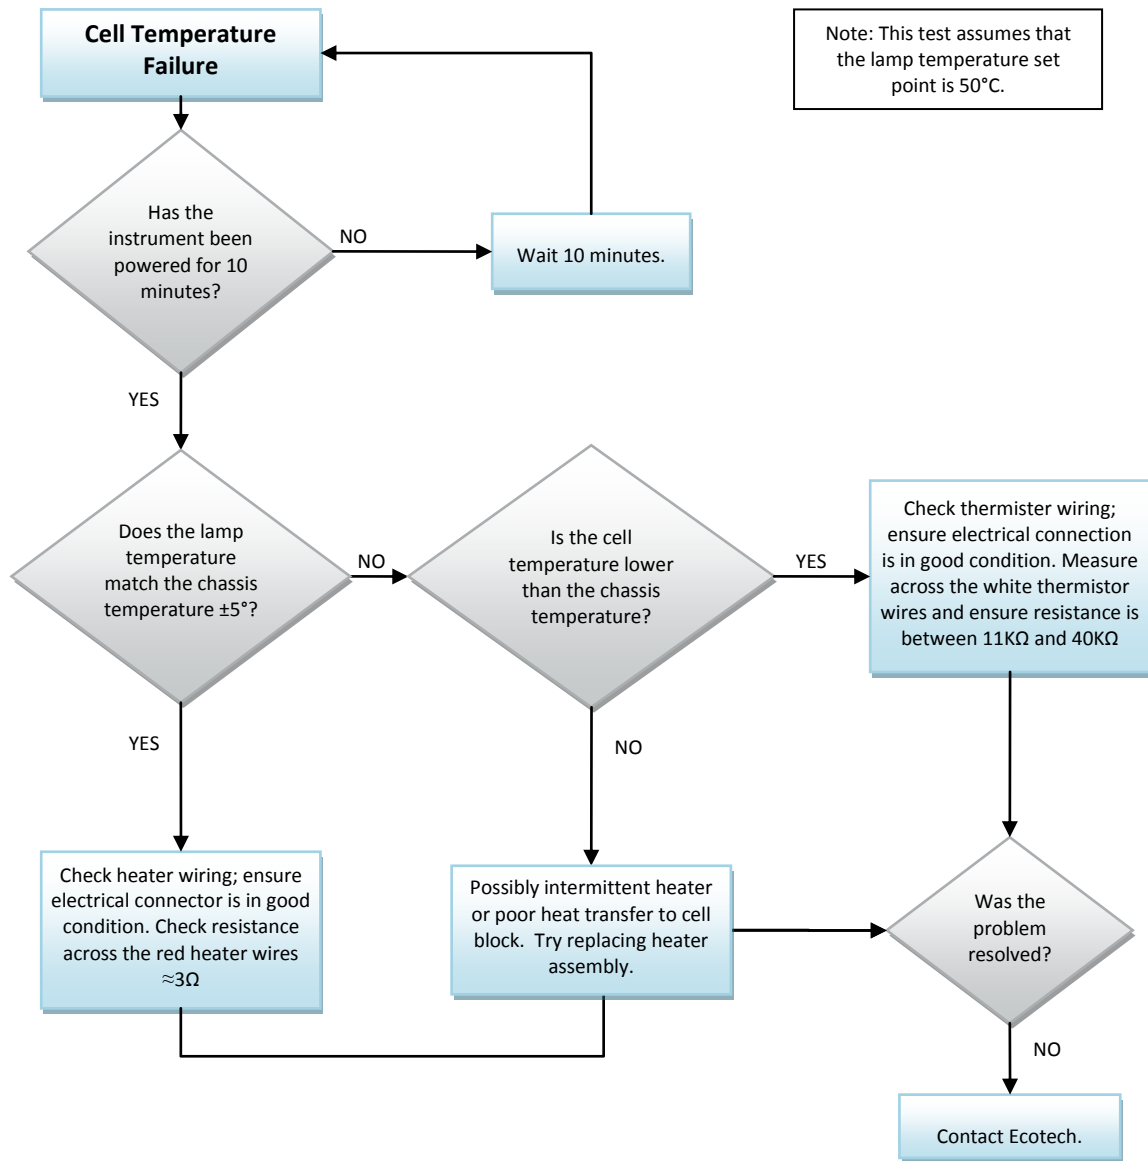 Cell Temperature
Failure
Note: This test assumes that
the lamp temperature set
point is 50°C.
Has the
instrument been
powered for 10
minutes?
NO
Wait 10 minutes.
YES
Does the lamp
temperature
match the chassis
temperature ±5°?
NO
Is the cell
temperature lower
than the chassis
temperature?
YES
Check thermister wiring;
ensure electrical connection
is in good condition. Measure
across the white thermistor
wires and ensure resistance is
between 11KΩ and 40KΩ
YES
NO
Check heater wiring; ensure
electrical connector is in good
condition. Check resistance
across the red heater wires
≈3Ω
Possibly intermittent heater
or poor heat transfer to cell
block.  Try replacing heater
assembly.
Was the
problem
resolved?
NO
Contact Ecotech.